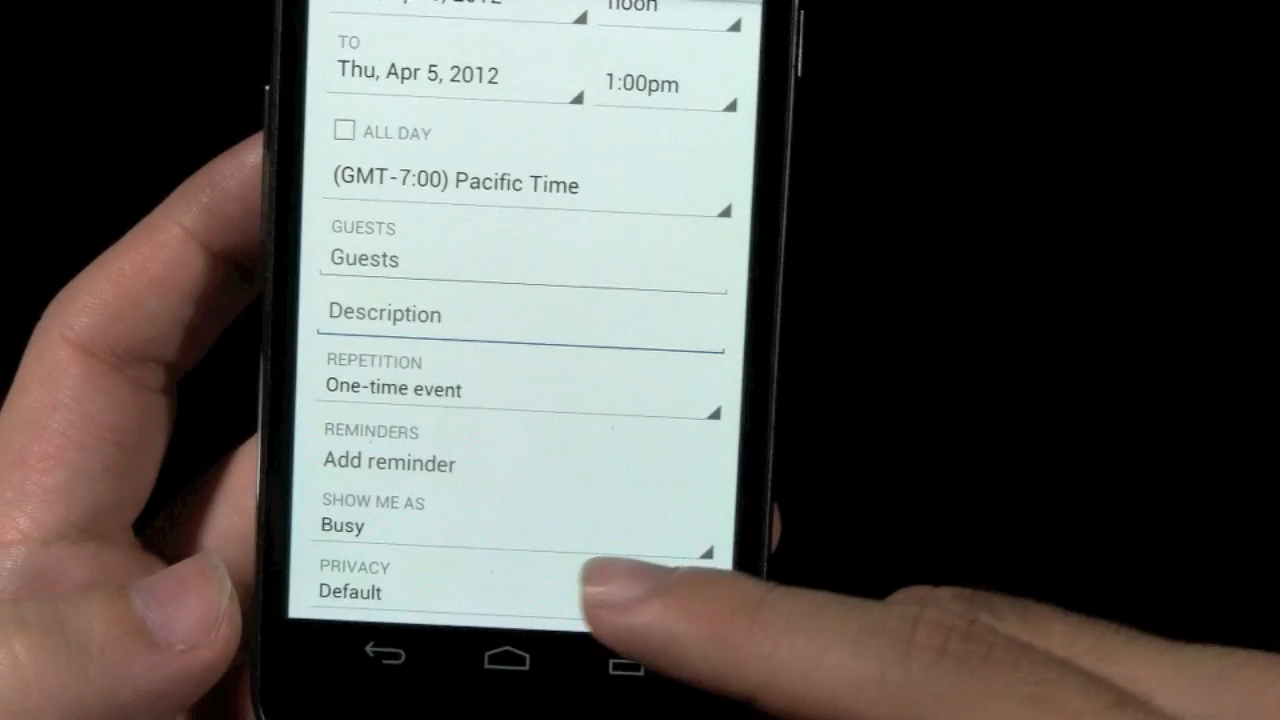 2012
noon
TO
Thu, Apr 5, 2012
1:00pm
ALL DAY
(GMT-7:00) Pacific Time
GUESTS
Guests
Description
REPETITION
One-time event
REMINDERS
Add reminder
SHOW ME AS
Busy
PRIVACY
Default